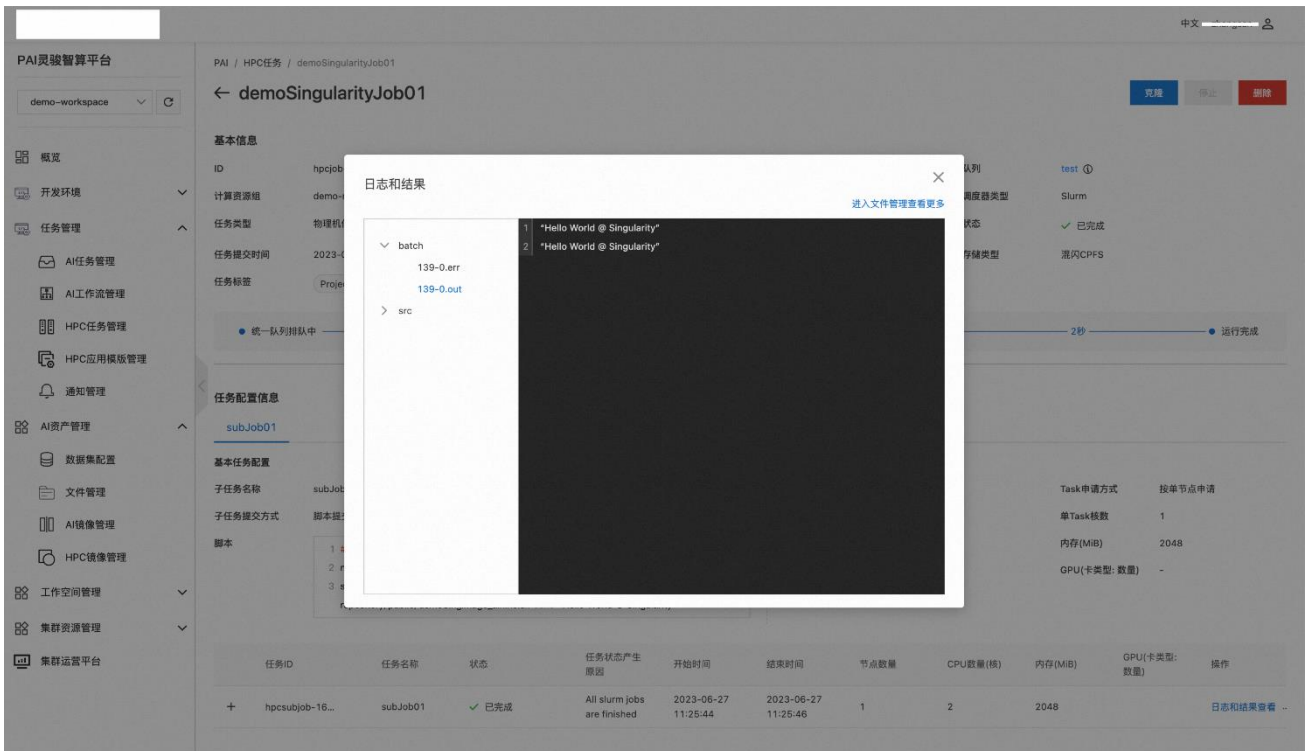 中文
PAI灵骏智算平台
demo-workspace
概览
开发环境
任务管理
AI任务管理
AI工作流管理
HPC任务管理
HPC应用模版管理
通知管理
AI资产管理
数据集配置
文件管理
AI镜像管理
HPC镜像管理
工作空间管理
集群资源管理
集群运营平台
PAI / HPC任务 / demoSingularityJob01
← demoSingularityJob01
克隆 停止 删除
基本信息
ID hpcjob 队列 test
计算资源组 调度器类型 Slurm
任务类型 状态 已完成
任务提交时间 存储类型 混闪CPFS
任务标签
日志和结果
进入文件管理查看更多
batch
139-0.err
139-0.out
src
1 "Hello World @ Singularity"
2 "Hello World @ Singularity"
统一队列排队中 2秒 运行完成
任务配置信息
subJob01
基本任务配置
子任务名称 Task申请方式 按单节点申请
子任务提交方式 单Task核数 1
脚本 内存(MiB) 2048
GPU(卡类型: 数量) -
1
2
3
任务ID 任务名称 状态 任务状态产生原因 开始时间 结束时间 节点数量 CPU数量(核) 内存(MiB) GPU(卡类型: 数量) 操作
+ hpcsubjob-16... subJob01 已完成 All slurm jobs are finished 2023-06-27 11:25:44 2023-06-27 11:25:46 1 2 2048 日志和结果查看 ..